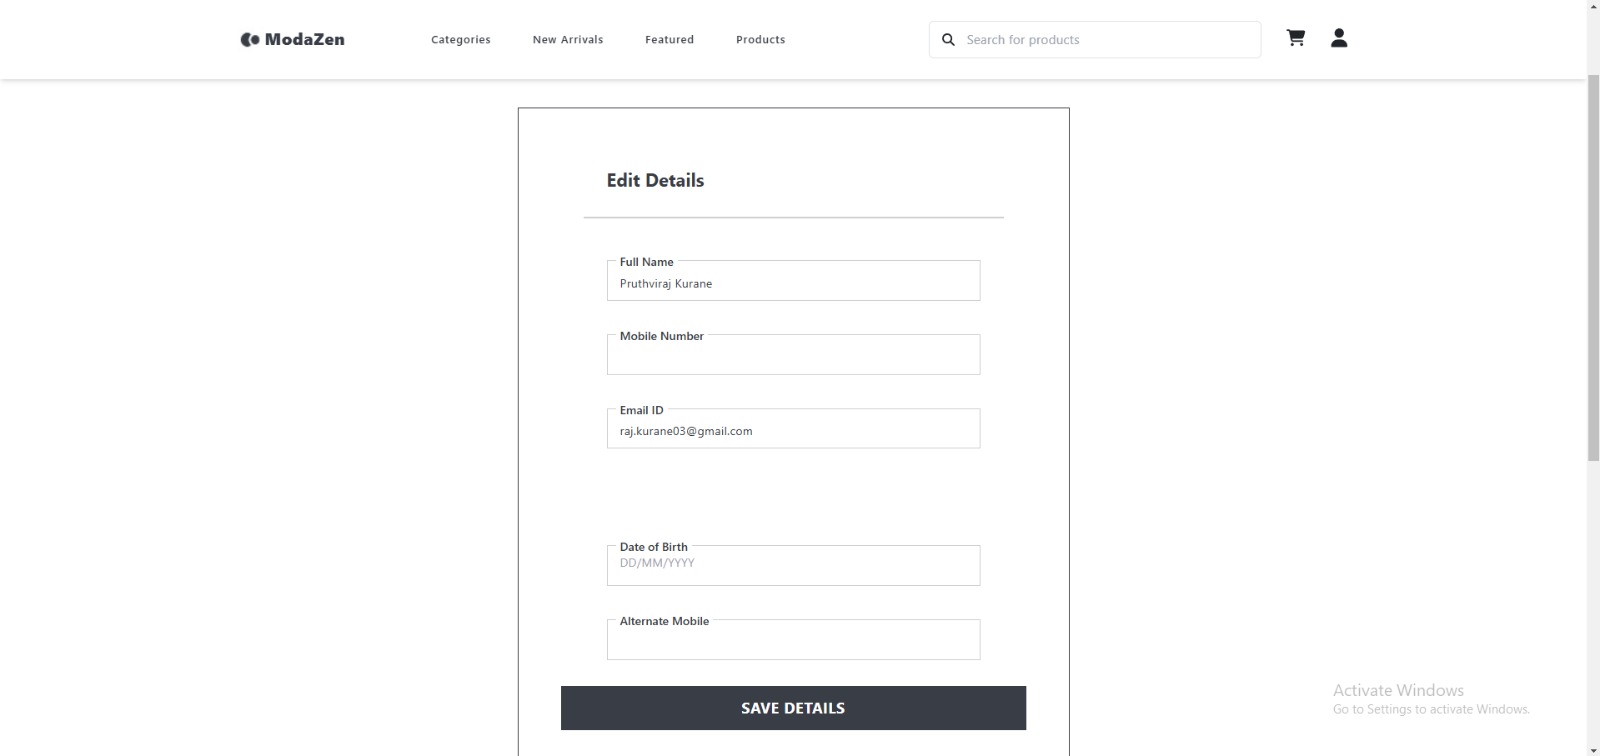 ModaZen
Categories
New Arrivals
Featured
Products
Search for products
Edit Details
Full Name
Pruthviraj Kurane
Mobile Number
Email ID
raj.kurane03@gmail.com
Date of Birth
DD/MM/YYYY
Alternate Mobile
SAVE DETAILS
Activate Windows
Go to Settings to activate Windows.